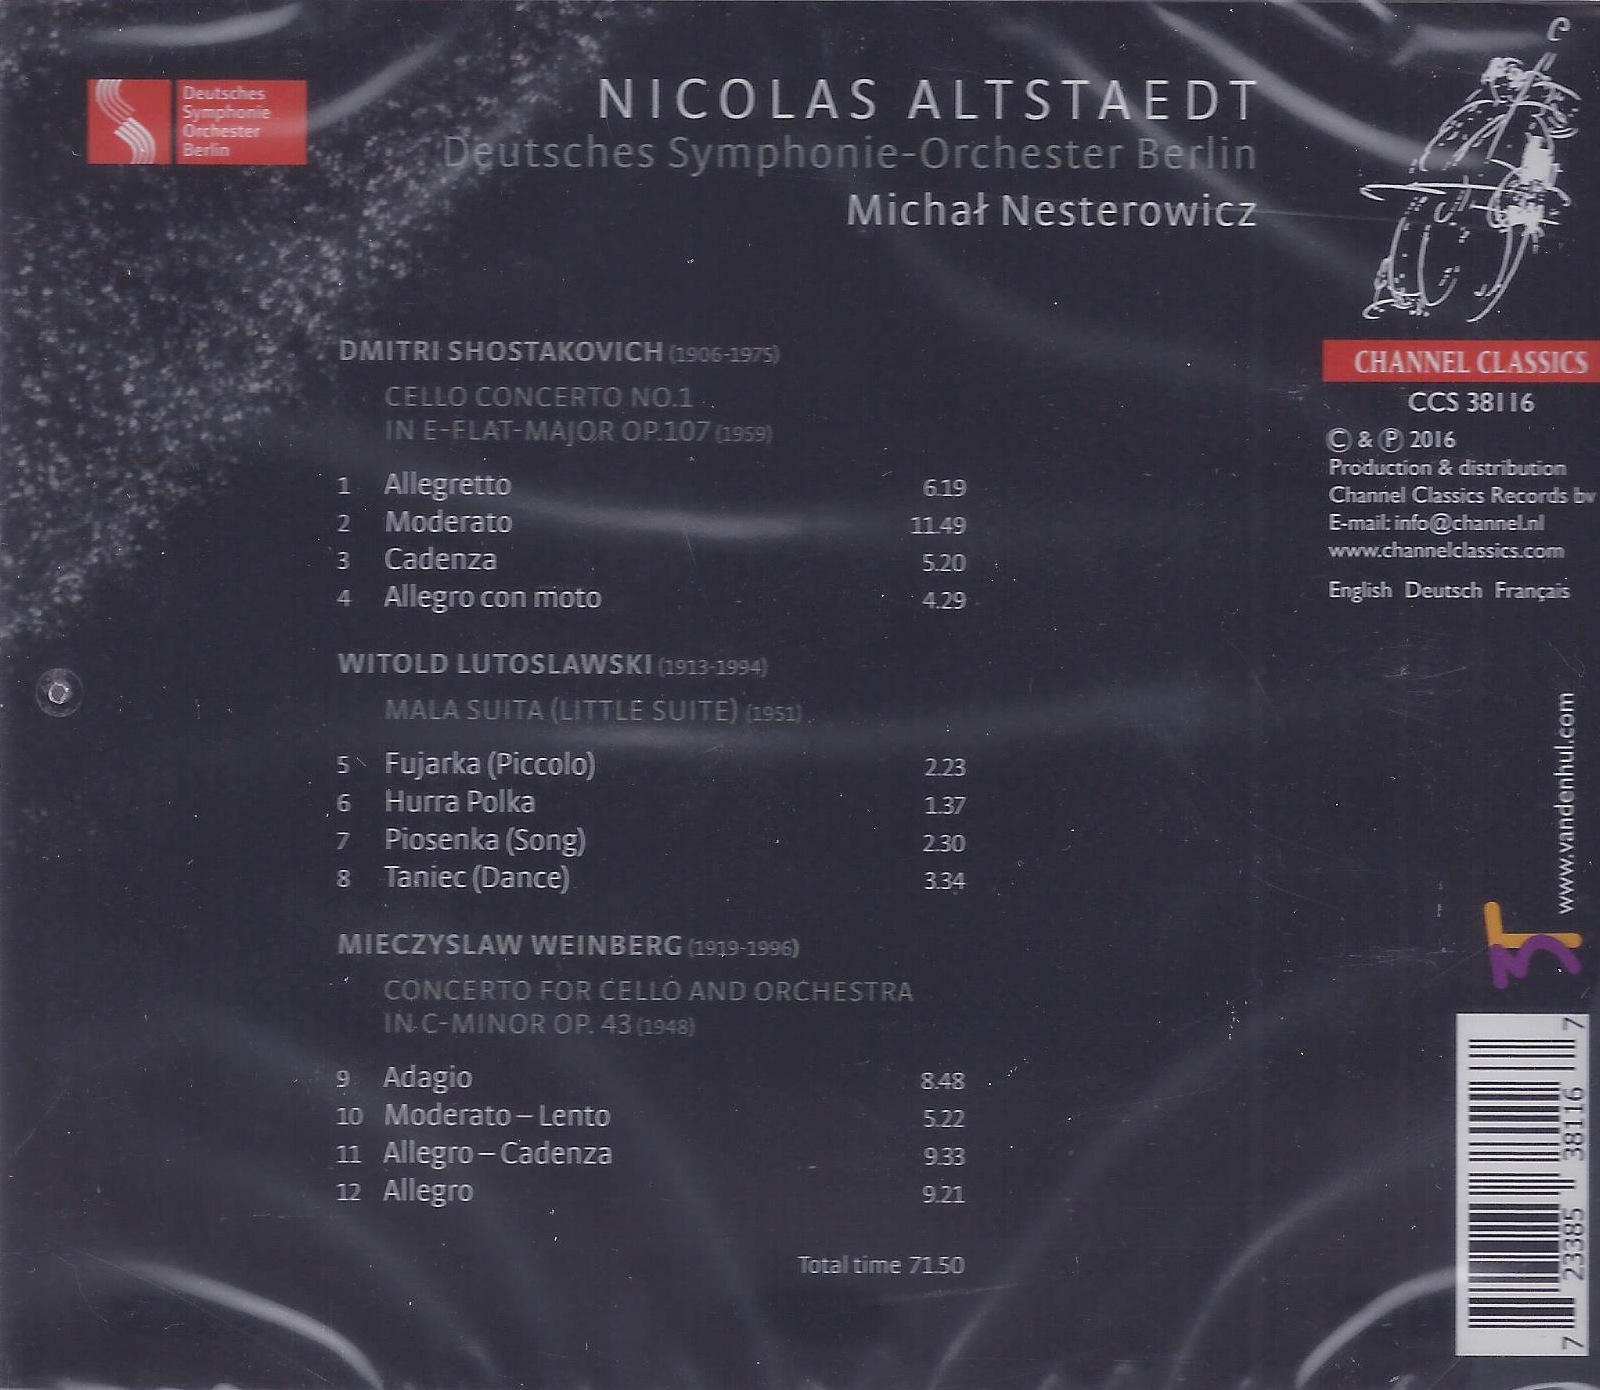 Deutsches
Symphonie
Orchester
Berlin
NICOLAS ALTSTAEDT
Deutsches Symphonie-Orchester Berlin
Michał Nesterowicz
DMITRI SHOSTAKOVICH (1906-1975)
CELLO CONCERTO NO.1
IN E-FLAT-MAJOR OP.107 (1959)
1 Allegretto 6.19
2 Moderato 11.49
3 Cadenza 5.20
4 Allegro con moto 4.29
WITOLD LUTOSLAWSKI (1913-1994)
MALA SUITA (LITTLE SUITE) (1951)
5 Fujarka (Piccolo) 2.23
6 Hurra Polka 1.37
7 Piosenka (Song) 2.30
8 Taniec (Dance) 3.34
MIECZYSLAW WEINBERG (1919-1996)
CONCERTO FOR CELLO AND ORCHESTRA
IN C-MINOR OP. 43 (1948)
9 Adagio 8.48
10 Moderato – Lento 5.22
11 Allegro – Cadenza 9.33
12 Allegro 9.21
Total time 71.50
CHANNEL CLASSICS
CCS 38116
© & ℗ 2016
Production & distribution
Channel Classics Records bv
E-mail: info@channel.nl
www.channelclassics.com
English Deutsch Français
www.vandenhul.com
7 23385 38116 7